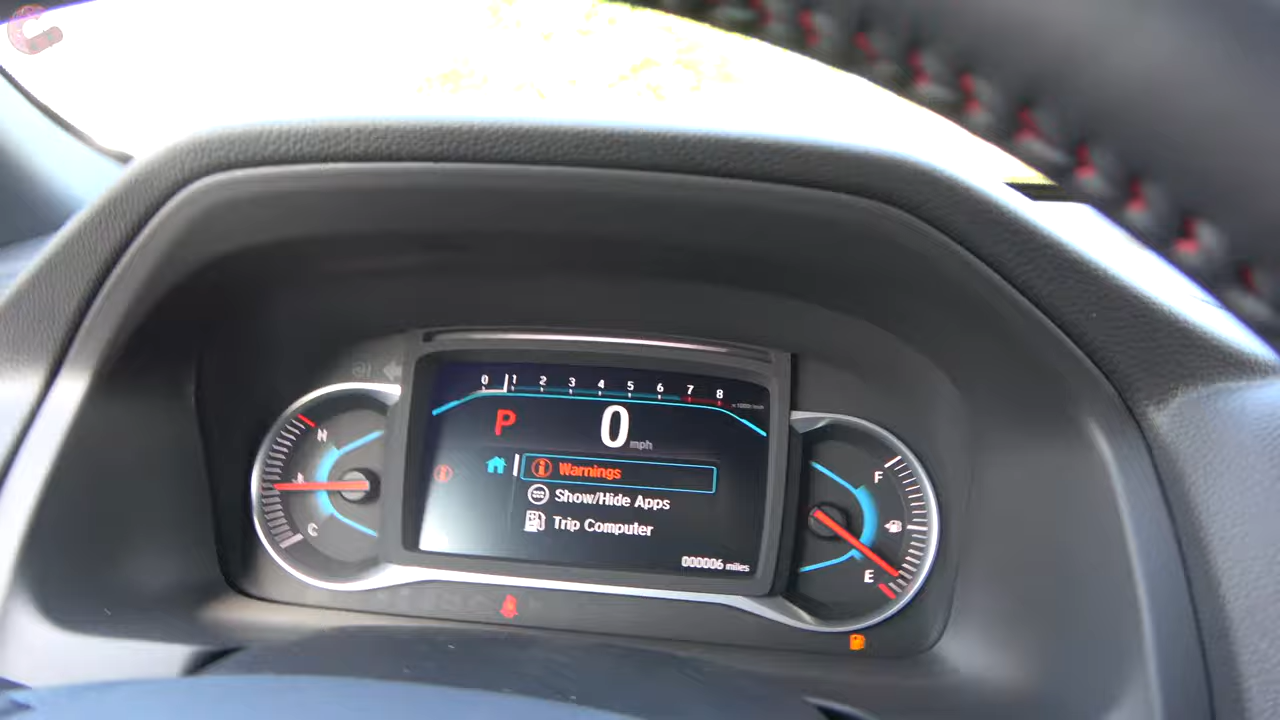 0 1 2 3 4 5 6 7 8
P 0 mph
Warnings
Show/Hide Apps
Trip Computer
000006 miles
H
C
F
E